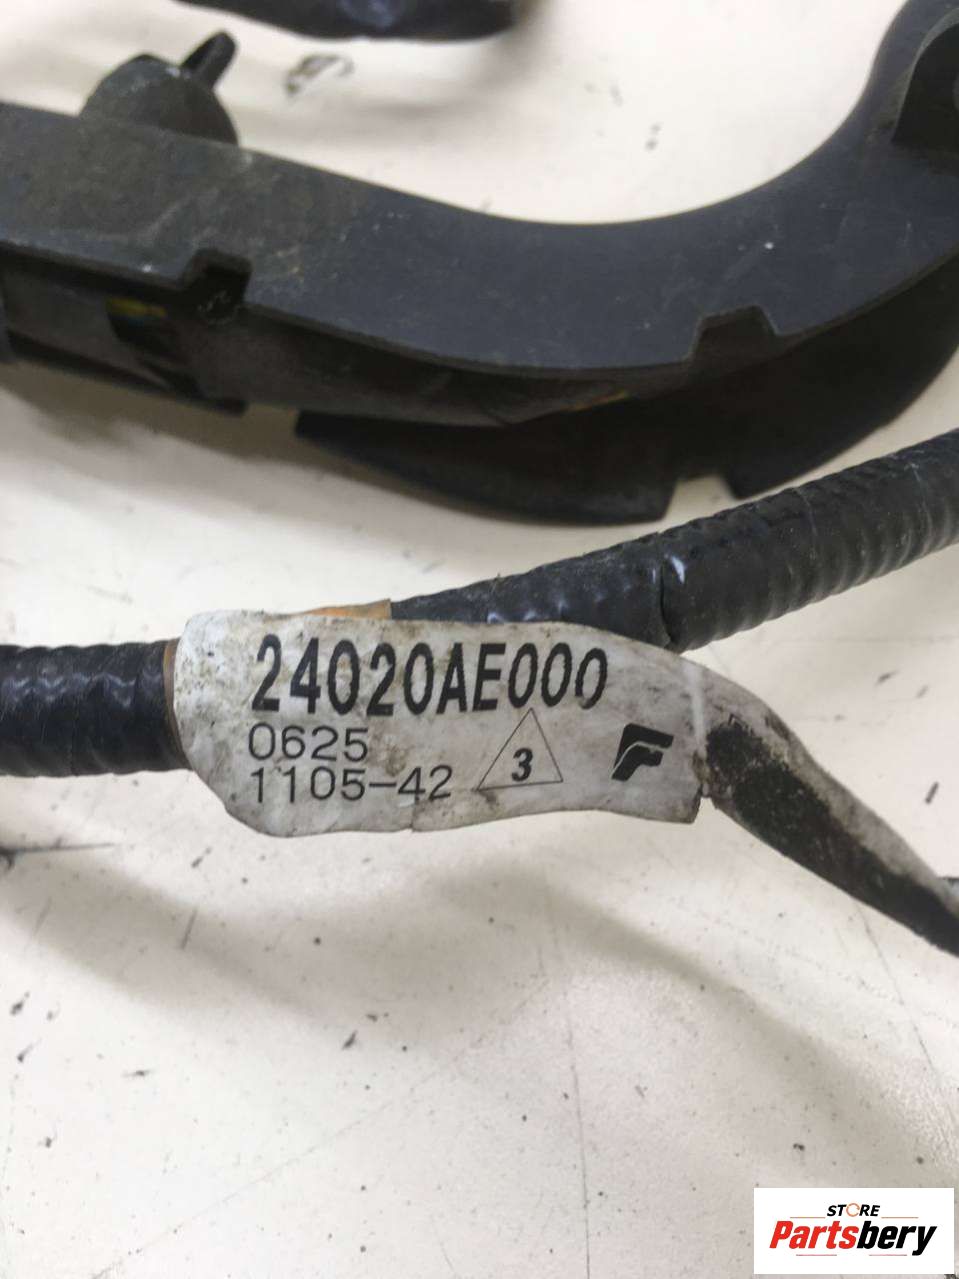 24020AE000
0625
1105-42
3
F
STORE
Partsbery